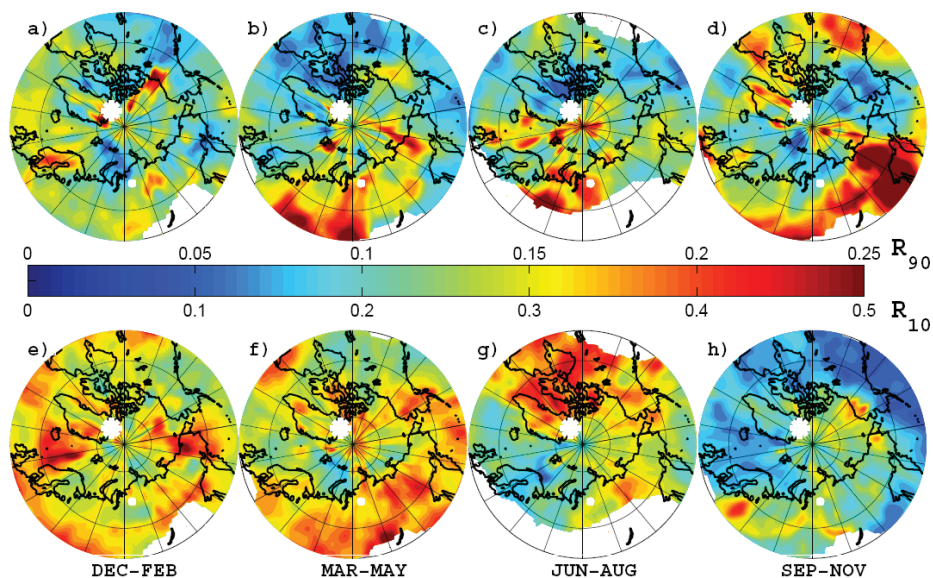 a) b) c) d)
0 0.05 0.1 0.15 0.2 0.25 R90
0 0.1 0.2 0.3 0.4 0.5 R10
e) f) g) h)
DEC-FEB MAR-MAY JUN-AUG SEP-NOV